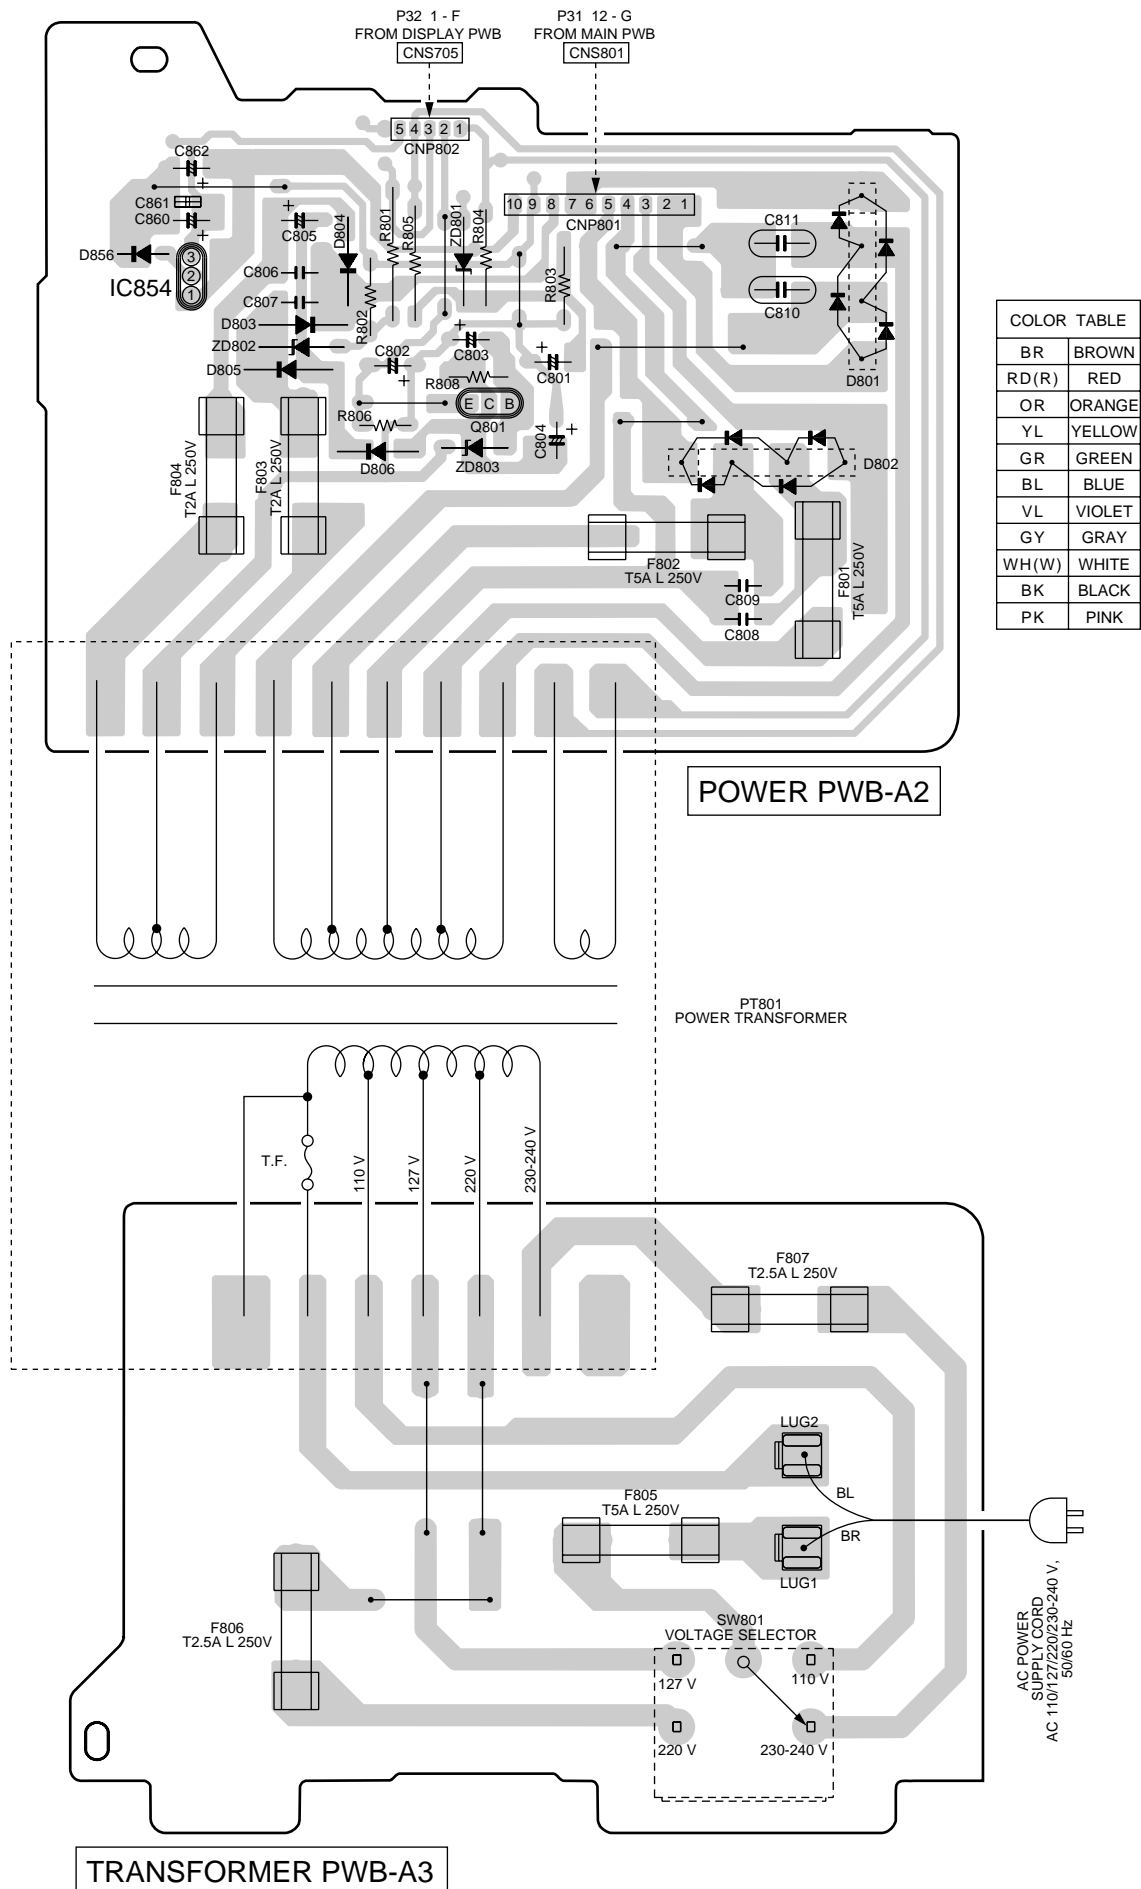 P32 1 - F
FROM DISPLAY PWB
CNS705
P31 12 - G
FROM MAIN PWB
CNS801
5 4 3 2 1
CNP802
C862
C861
C860
D856
3
2
1
IC854
C805
C806
C807
D803
ZD802
D805
D804
R801
R805
R802
ZD801
R804
10 9 8 7 6 5 4 3 2 1
CNP801
R803
C811
C810
D801
C802
C803
R808
C801
E C B
Q801
R806
D806
ZD803
C804
D802
F804
T2A L 250V
F803
T2A L 250V
F802
T5A L 250V
F801
T5A L 250V
C809
C808
COLOR TABLE
BR BROWN
RD(R) RED
OR ORANGE
YL YELLOW
GR GREEN
BL BLUE
VL VIOLET
GY GRAY
WH(W) WHITE
BK BLACK
PK PINK
POWER PWB-A2
PT801
POWER TRANSFORMER
T.F.
110 V
127 V
220 V
230-240 V
F807
T2.5A L 250V
LUG2
BL
F805
T5A L 250V
BR
LUG1
F806
T2.5A L 250V
SW801
VOLTAGE SELECTOR
127 V
110 V
220 V
230-240 V
AC POWER
SUPPLY CORD
AC 110/127/220/230-240 V,
50/60 Hz
TRANSFORMER PWB-A3